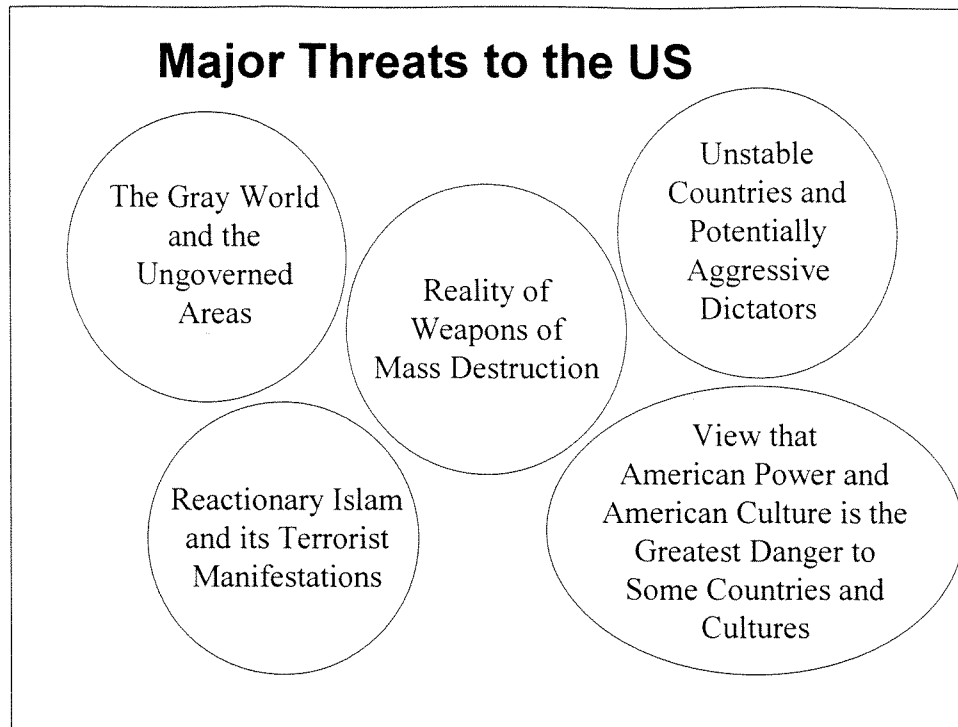 Major Threats to the US
The Gray World
and the
Ungoverned
Areas
Reality of
Weapons of
Mass Destruction
Unstable
Countries and
Potentially
Aggressive
Dictators
Reactionary Islam
and its Terrorist
Manifestations
View that
American Power and
American Culture is the
Greatest Danger to
Some Countries and
Cultures